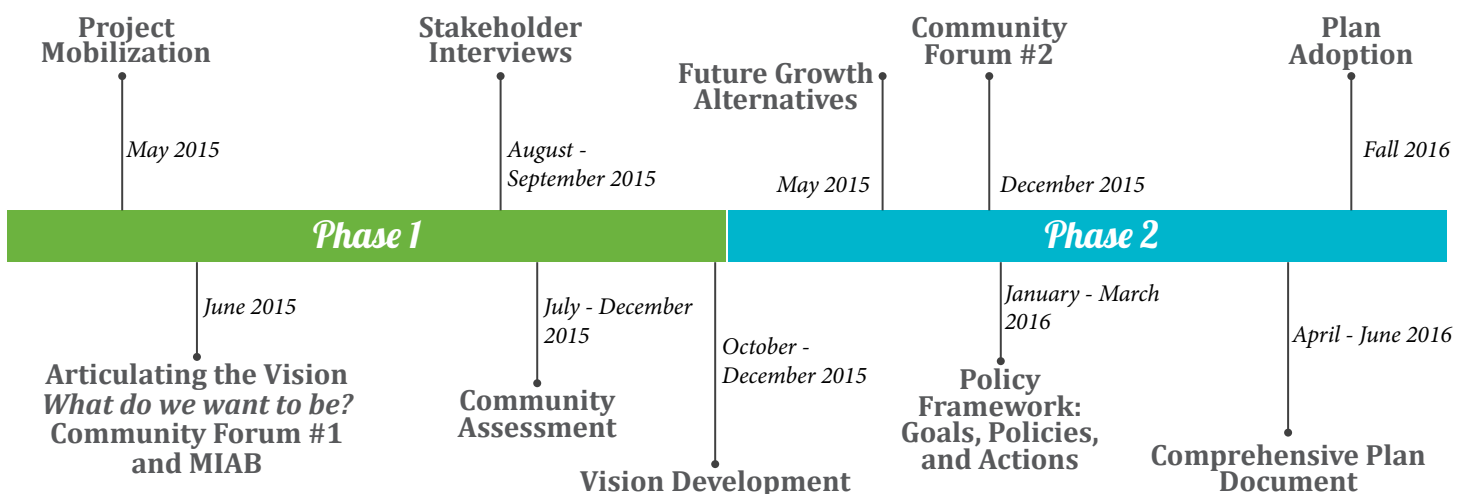 Project
Mobilization
May 2015
Stakeholder
Interviews
August -
September 2015
Future Growth
Alternatives
May 2015
Community
Forum #2
December 2015
Plan
Adoption
Fall 2016
Phase 1
Phase 2
June 2015
Articulating the Vision
What do we want to be?
Community Forum #1
and MIAB
July - December
2015
Community
Assessment
October -
December 2015
Vision Development
January - March
2016
Policy
Framework:
Goals, Policies,
and Actions
April - June 2016
Comprehensive Plan
Document